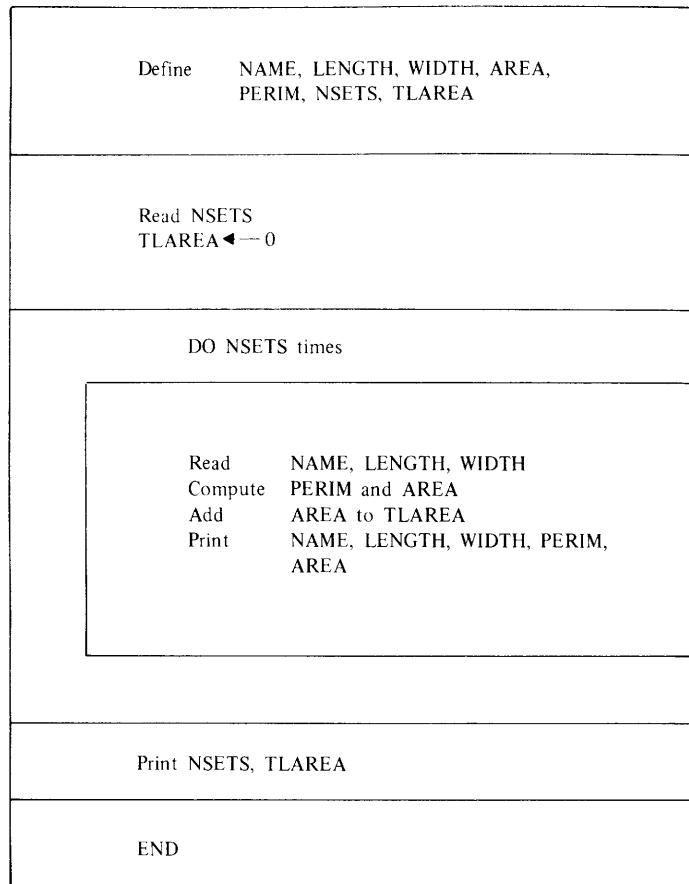 Define NAME, LENGTH, WIDTH, AREA,
PERIM, NSETS, TLAREA
Read NSETS
TLAREA ◄— 0
DO NSETS times
Read NAME, LENGTH, WIDTH
Compute PERIM and AREA
Add AREA to TLAREA
Print NAME, LENGTH, WIDTH, PERIM,
AREA
Print NSETS, TLAREA
END